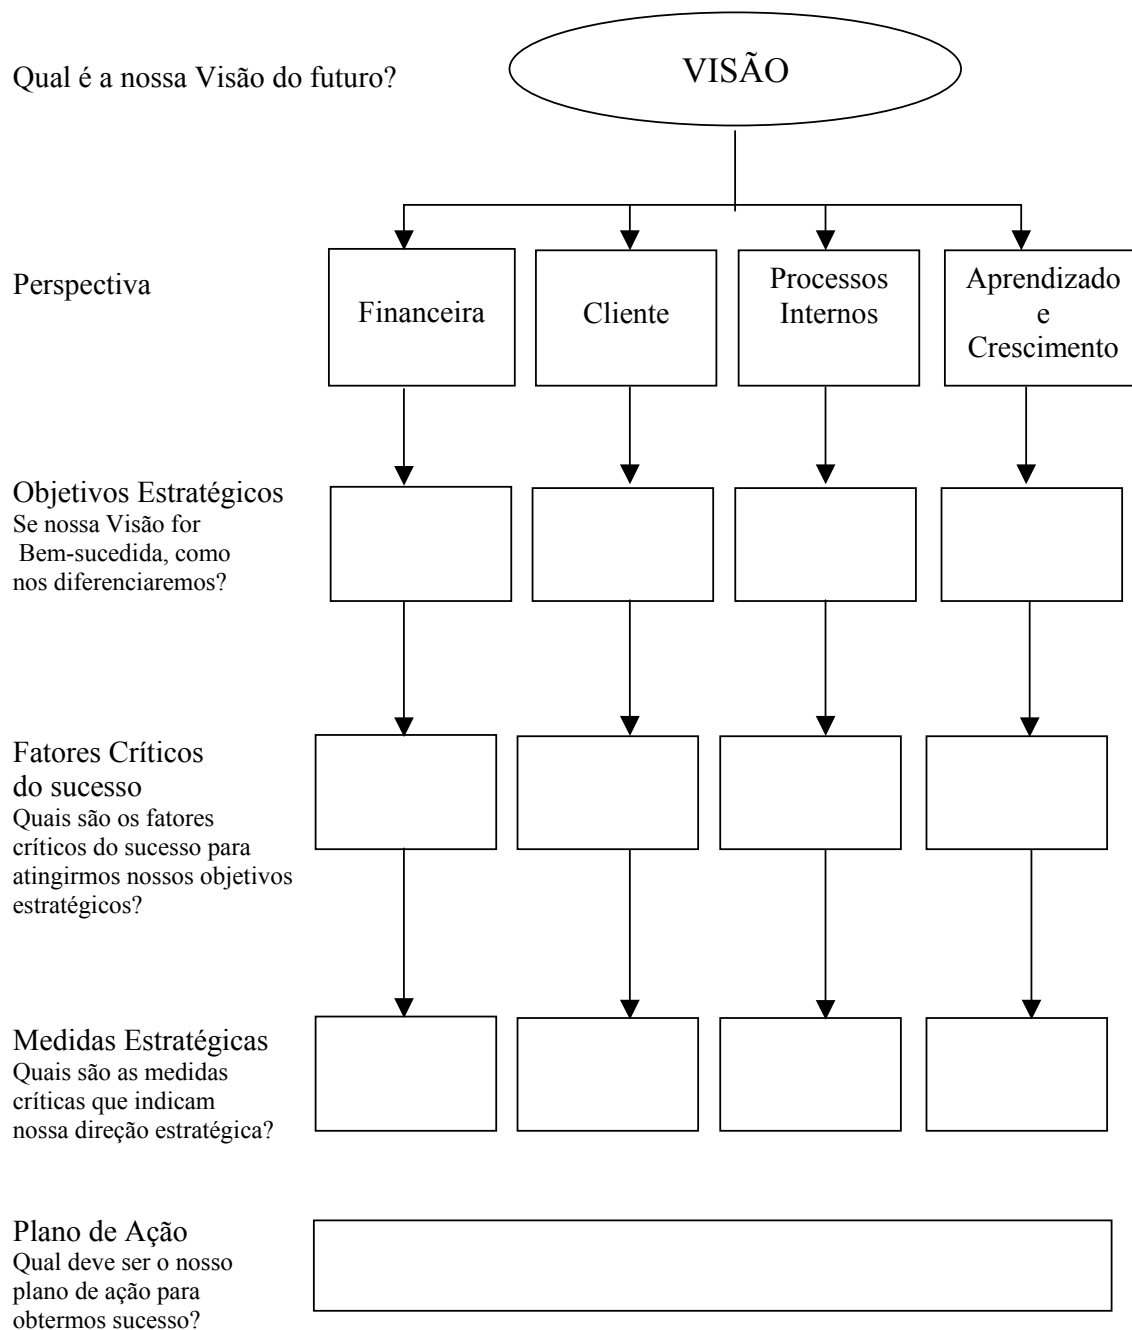 Qual é a nossa Visão do futuro?
VISÃO
Perspectiva
Financeira
Cliente
Processos
Internos
Aprendizado
e
Crescimento
Objetivos Estratégicos
Se nossa Visão for
Bem-sucedida, como
nos diferenciaremos?
Fatores Críticos
do sucesso
Quais são os fatores
críticos do sucesso para
atingirmos nossos objetivos
estratégicos?
Medidas Estratégicas
Quais são as medidas
críticas que indicam
nossa direção estratégica?
Plano de Ação
Qual deve ser o nosso
plano de ação para
obtermos sucesso?